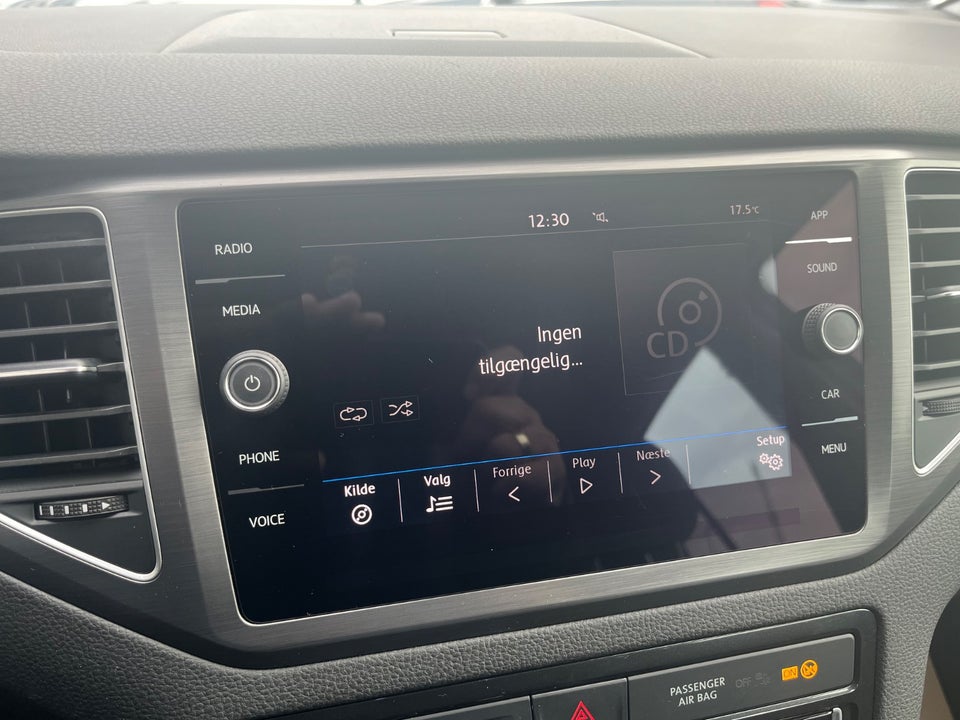 12:30
17.5°C
RADIO
MEDIA
PHONE
VOICE
Ingen
tilgængelig...
CD
Kilde
Valg
Forrige
Play
Næste
Setup
APP
SOUND
CAR
MENU
PASSENGER
AIR BAG
OFF
ON